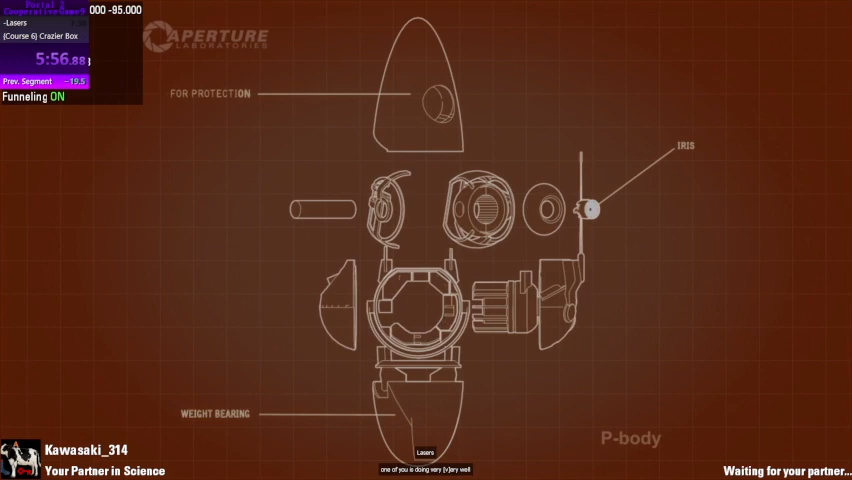 Portal 2
Cooperative Game?
-Lasers
{Course 6} Crazier Box
5:56.88
Prev. Segment -19.5
000 -95.000
Funneling ON
APERTURE
LABORATORIES
FOR PROTECTION
IRIS
WEIGHT BEARING
P-body
Lasers
one of you is doing very [v]ery well
Kawasaki_314
Your Partner in Science
Waiting for your partner...